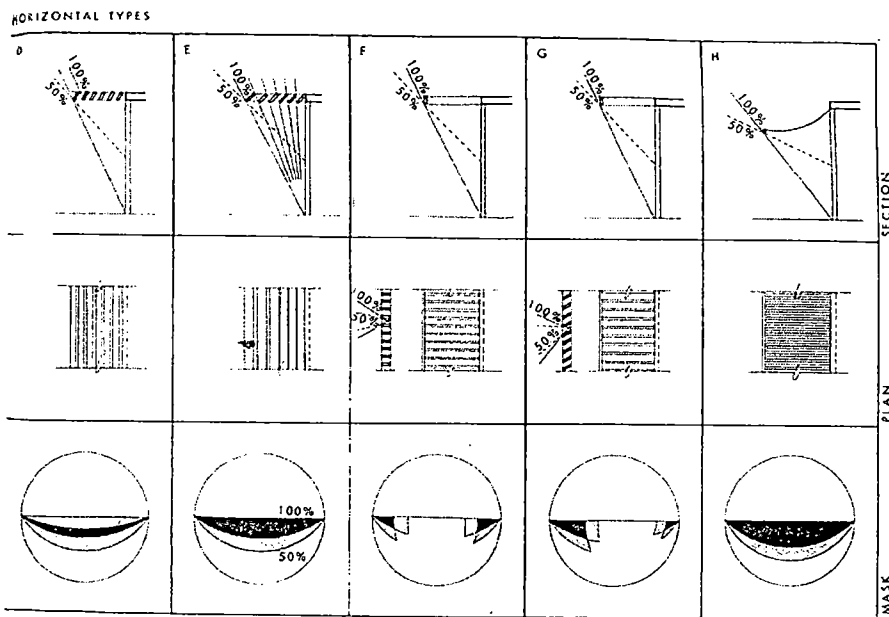 HORIZONTAL TYPES
D E F G H
100% 100% 100% 100% 100%
50% 50% 50% 50% 50%
SECTION
100% 100%
50% 50%
PLAN
100%
50%
MASK